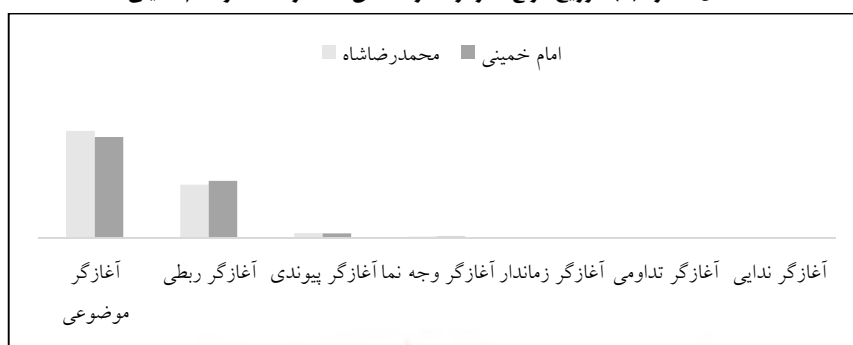 محمدرضاشاه امام خمینی
آغازگر موضوعی
آغازگر ربطی
آغازگر پیوندی
آغازگر وجه نما
آغازگر زماندار
آغازگر تداومی
آغازگر ندایی